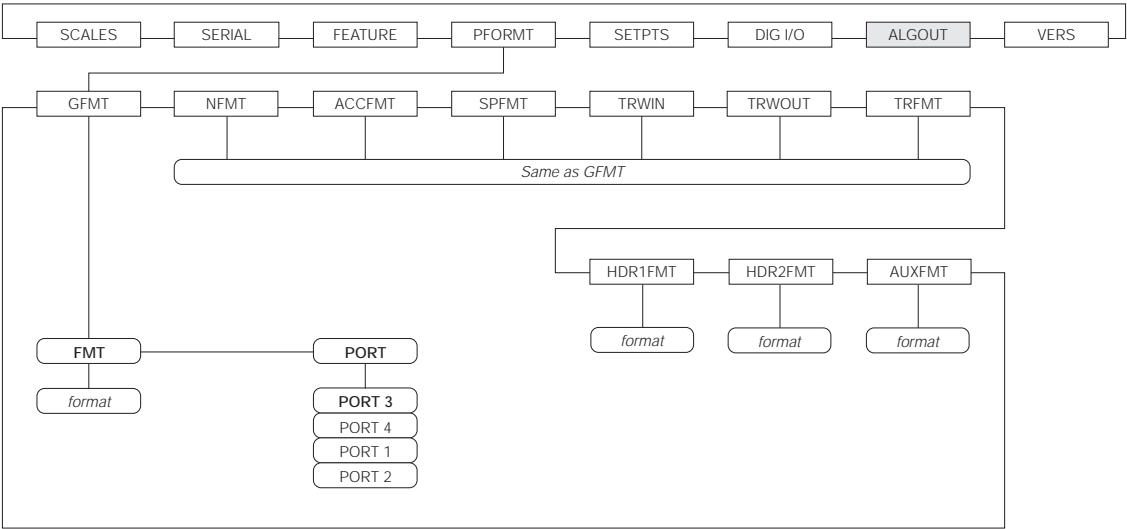 SCALES
SERIAL
FEATURE
PFORMT
SETPTS
DIG I/O
ALGOUT
VERS
GFMT
NFMT
ACCFMT
SPFMT
TRWIN
TRWOUT
TRFMT
Same as GFMT
HDR1FMT
HDR2FMT
AUXFMT
format
format
format
FMT
PORT
format
PORT 3
PORT 4
PORT 1
PORT 2